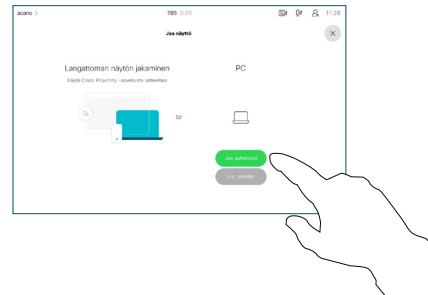 acano
789 0:23
11:28
Jaa näyttö
Langattoman näytön jakaminen
Käytä Cisco Proximity -sovellusta laitteellasi
tai
PC
Jaa puhelussa